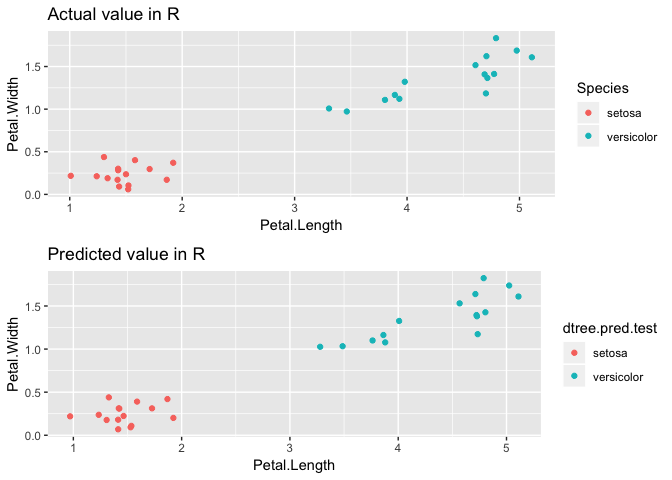 Actual value in R
Petal.Width
1.5
1.0
0.5
0.0
1 2 3 4 5
Petal.Length
Species
setosa
versicolor
Predicted value in R
Petal.Width
1.5
1.0
0.5
0.0
1 2 3 4 5
Petal.Length
dtree.pred.test
setosa
versicolor